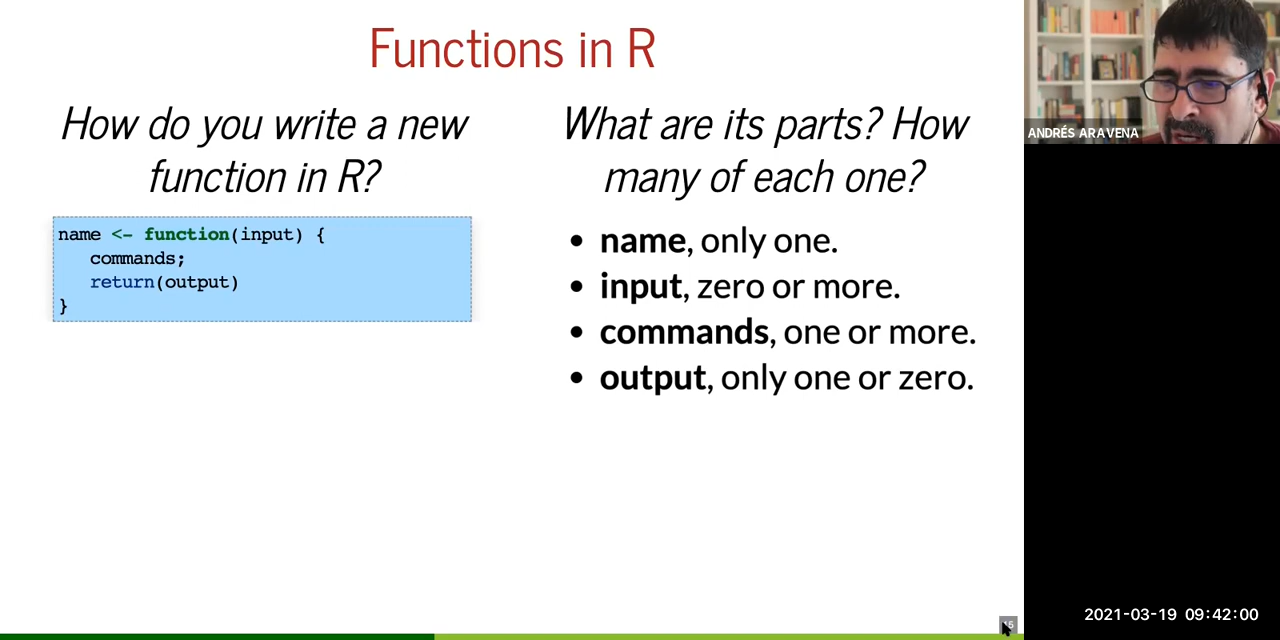 Functions in R
How do you write a new
function in R?
name <- function(input) {
commands;
return(output)
}
What are its parts? How
many of each one?
• name, only one.
• input, zero or more.
• commands, one or more.
• output, only one or zero.
ANDRÉS ARAVENA
2021-03-19 09:42:00